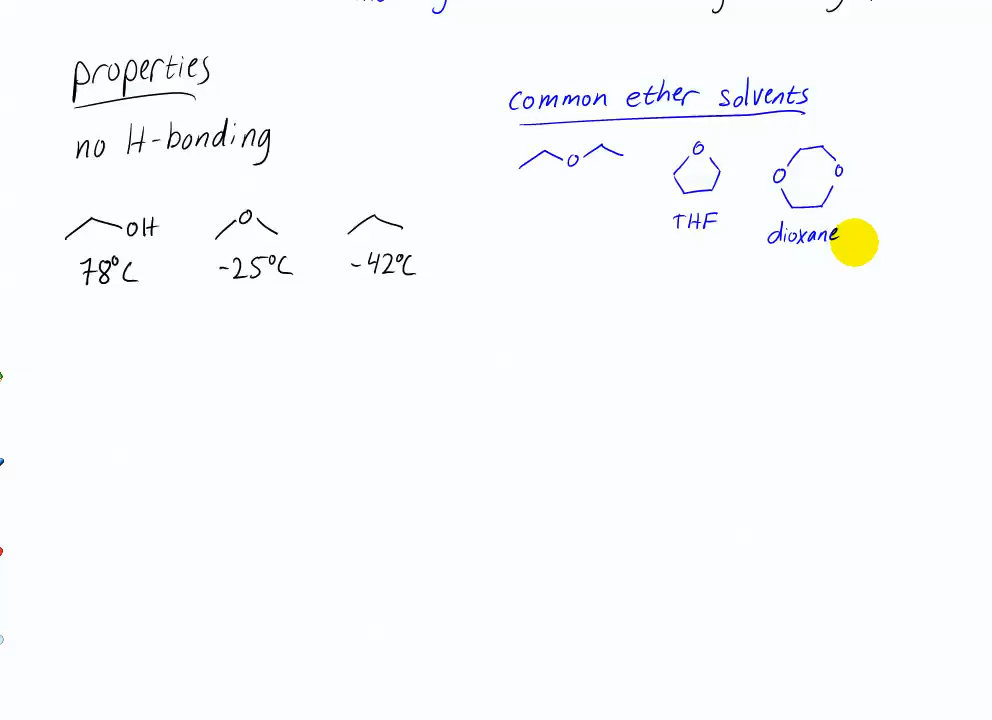 properties
no H-bonding
OH
O
78°C
-25°C
-42°C
common ether solvents
O
O
O
O
THF
dioxane